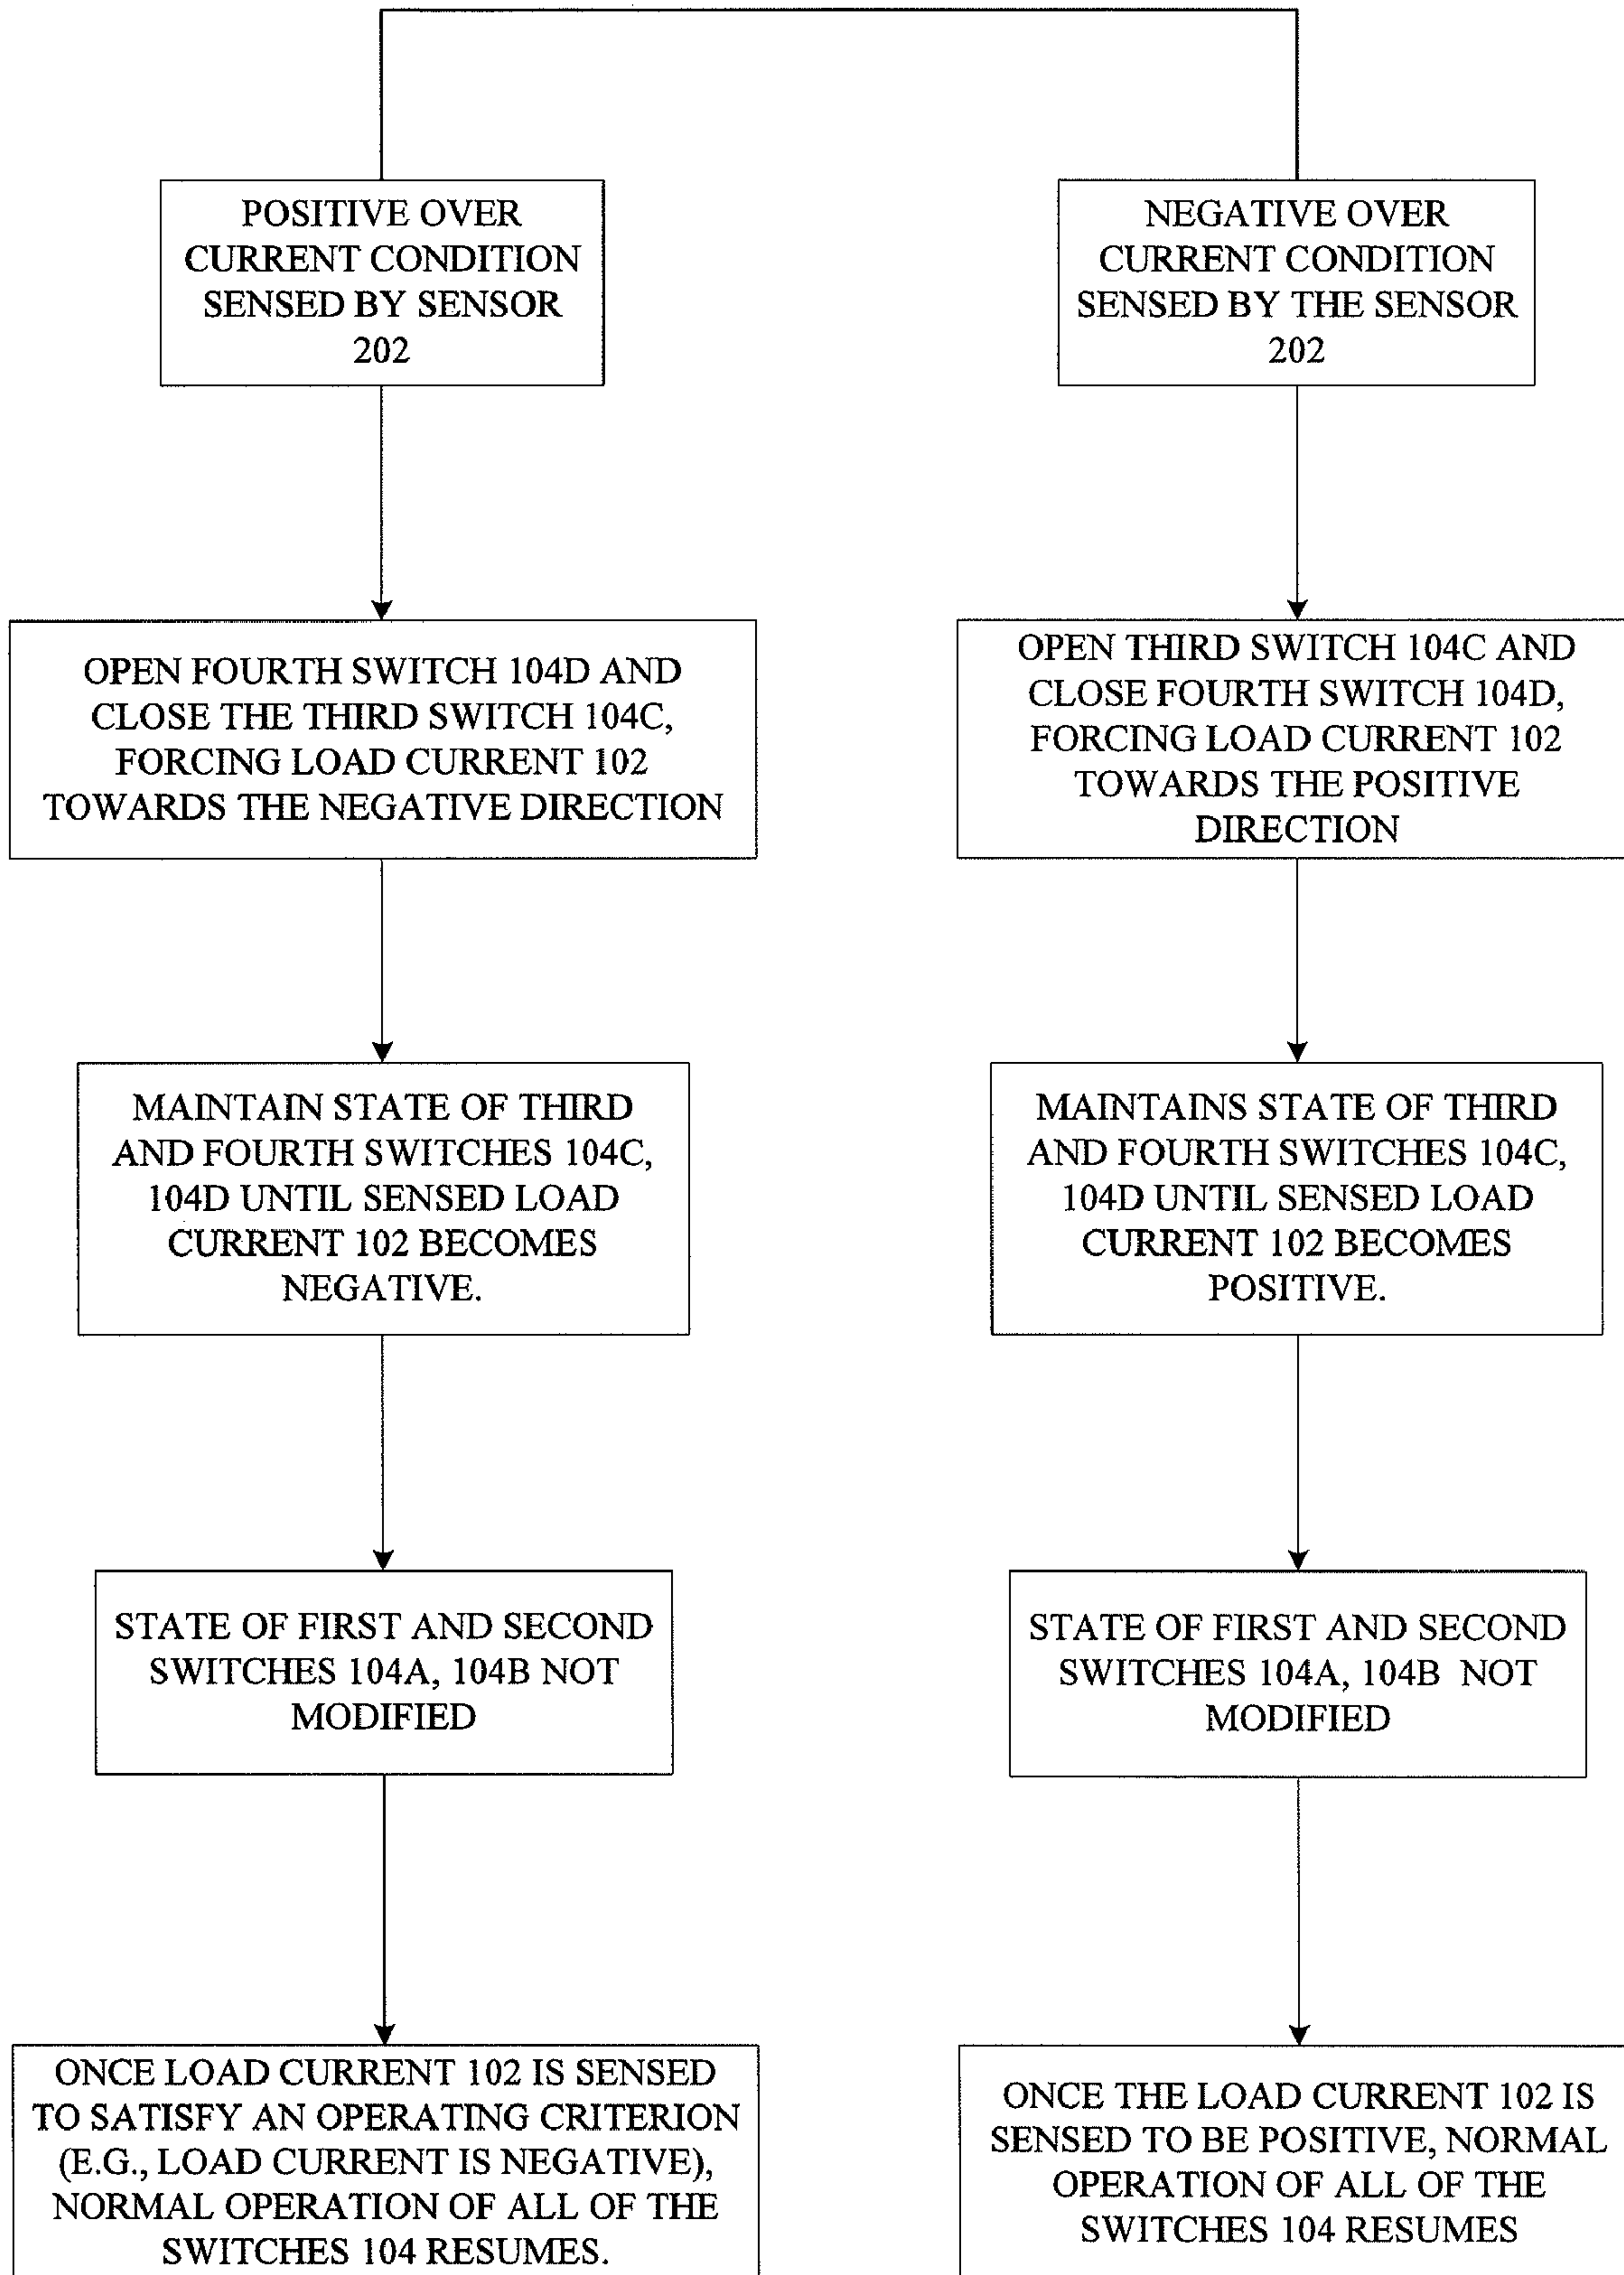 POSITIVE OVER
CURRENT CONDITION
SENSED BY SENSOR
202
OPEN FOURTH SWITCH 104D AND
CLOSE THE THIRD SWITCH 104C,
FORCING LOAD CURRENT 102
TOWARDS THE NEGATIVE DIRECTION
MAINTAIN STATE OF THIRD
AND FOURTH SWITCHES 104C,
104D UNTIL SENSED LOAD
CURRENT 102 BECOMES
NEGATIVE.
STATE OF FIRST AND SECOND
SWITCHES 104A, 104B NOT
MODIFIED
ONCE LOAD CURRENT 102 IS SENSED
TO SATISFY AN OPERATING CRITERION
(E.G., LOAD CURRENT IS NEGATIVE),
NORMAL OPERATION OF ALL OF THE
SWITCHES 104 RESUMES.
NEGATIVE OVER
CURRENT CONDITION
SENSED BY THE SENSOR
202
OPEN THIRD SWITCH 104C AND
CLOSE FOURTH SWITCH 104D,
FORCING LOAD CURRENT 102
TOWARDS THE POSITIVE
DIRECTION
MAINTAINS STATE OF THIRD
AND FOURTH SWITCHES 104C,
104D UNTIL SENSED LOAD
CURRENT 102 BECOMES
POSITIVE.
STATE OF FIRST AND SECOND
SWITCHES 104A, 104B NOT
MODIFIED
ONCE THE LOAD CURRENT 102 IS
SENSED TO BE POSITIVE, NORMAL
OPERATION OF ALL OF THE
SWITCHES 104 RESUMES